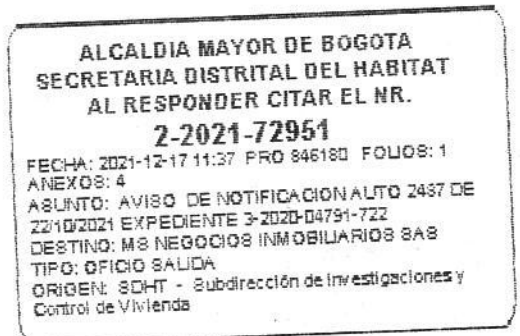 ALCALDIA MAYOR DE BOGOTA
SECRETARIA DISTRITAL DEL HABITAT
AL RESPONDER CITAR EL NR.
2-2021-72951
FECHA: 2021-12-17 11:37 PRO 846180 FOLIOS: 1
ANEXOS: 4
ASUNTO: AVISO DE NOTIFICACION AUTO 2437 DE
22/10/2021 EXPEDIENTE 3-2020-04791-722
DESTINO: MS NEGOCIOS INMOBILIARIOS SAS
TIPO: OFICIO SALIDA
ORIGEN: SDHT - Subdirección de Investigaciones y
Control de Vivienda